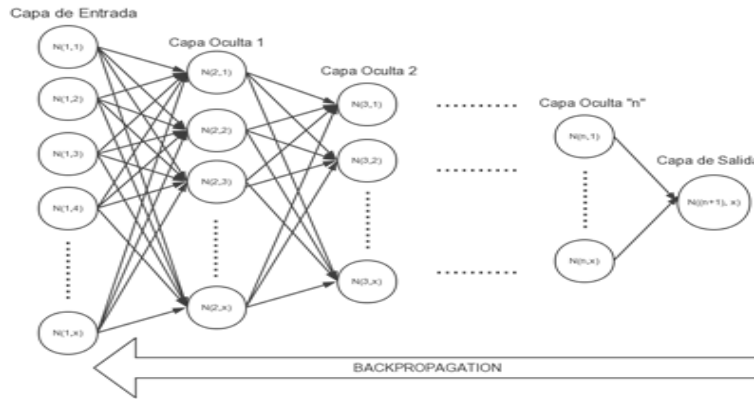 Capa de Entrada
Capa Oculta 1
Capa Oculta 2
Capa Oculta "n"
Capa de Salida
N(1,1)
N(1,2)
N(1,3)
N(1,4)
N(1,x)
N(2,1)
N(2,2)
N(2,3)
N(2,x)
N(3,1)
N(3,2)
N(3,x)
N(n,1)
N(n,x)
N((n+1), x)
BACKPROPAGATION